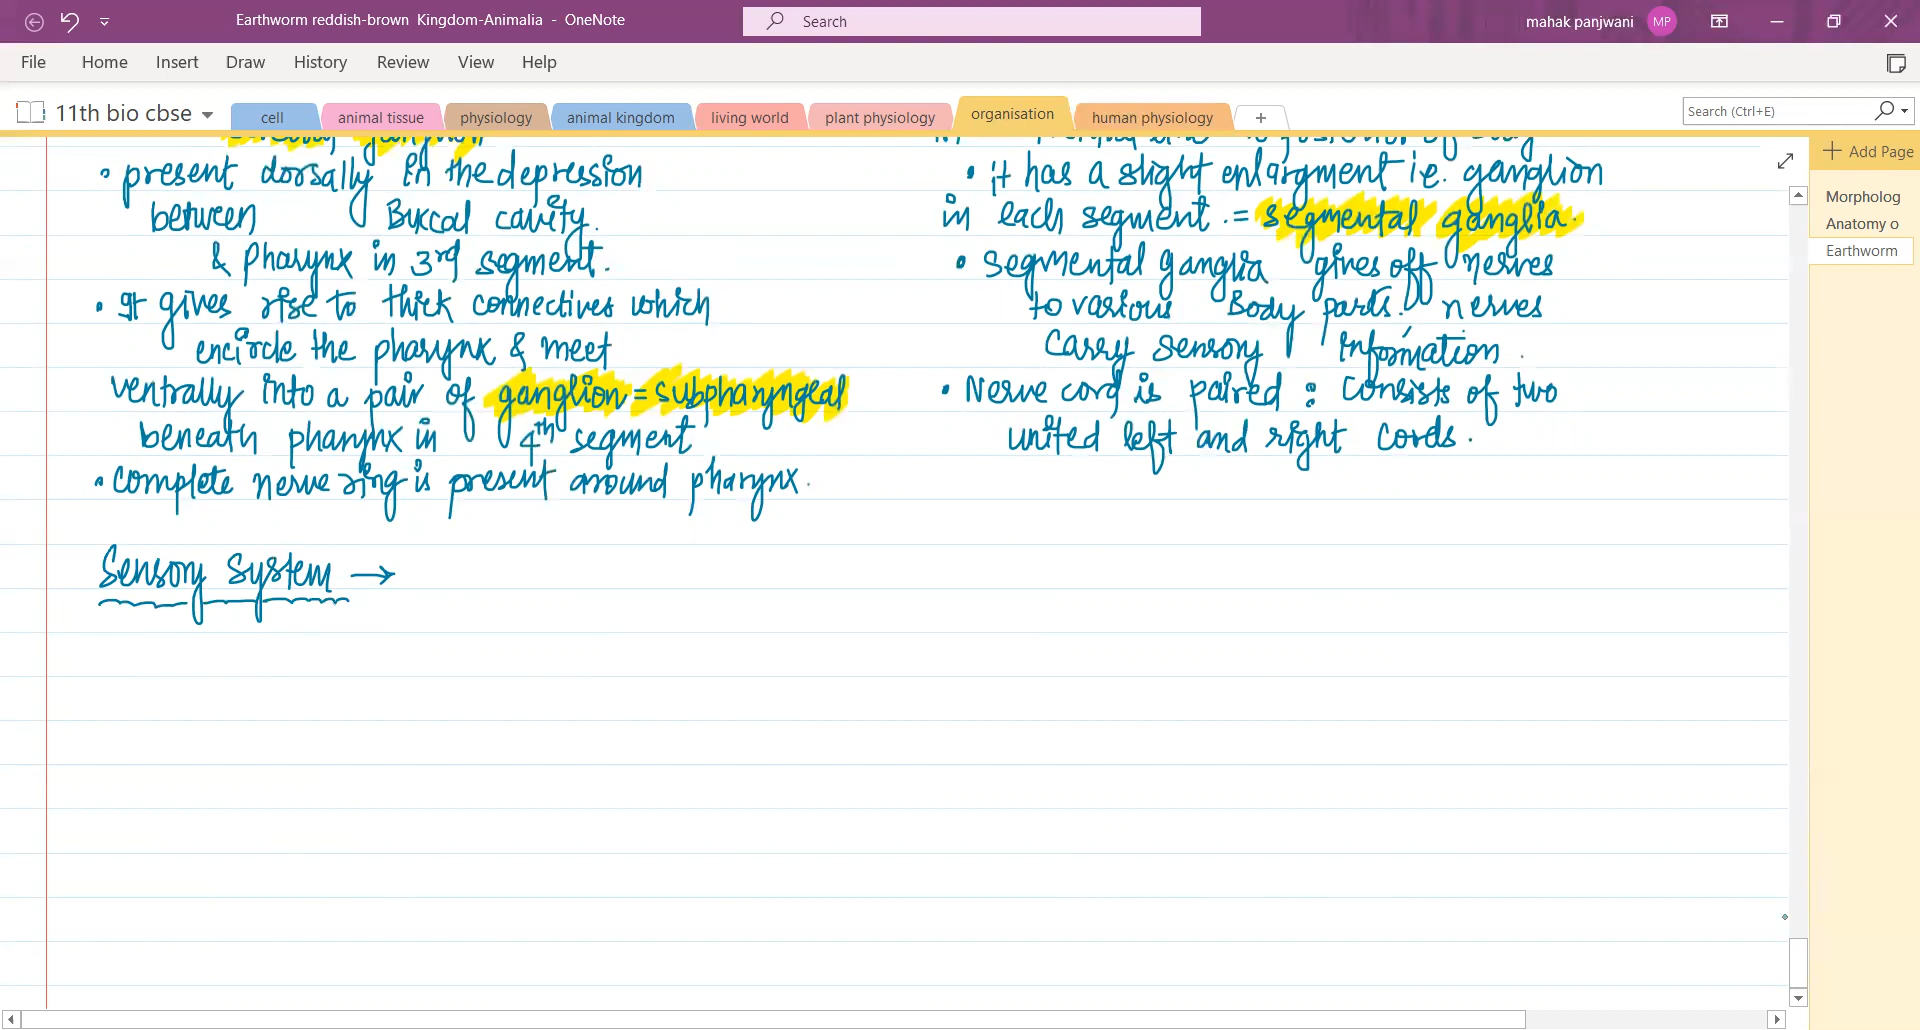 Earthworm reddish-brown Kingdom-Animalia - OneNote
Search
mahak panjwani
MP
File Home Insert Draw History Review View Help
11th bio cbse
cell
animal tissue
physiology
animal kingdom
living world
plant physiology
organisation
human physiology
+
Search (Ctrl+E)
Add Page
Morpholog
Anatomy o
Earthworm
• present dorsally in the depression
between Buccal cavity.
& pharynx in 3rd segment.
• It gives rise to thick connectives which
encircle the pharynx & meet
ventrally into a pair of ganglion = subpharyngeal
beneath pharynx in 4th segment
• complete nerve ring is present around pharynx.
Sensory System →
• it has a slight enlargment i.e. ganglion
in each segment. = segmental ganglia.
• segmental ganglia gives off nerves
to various Body parts. nerves
carry sensory information.
• Nerve cord is paired : consists of two
united left and right cords.